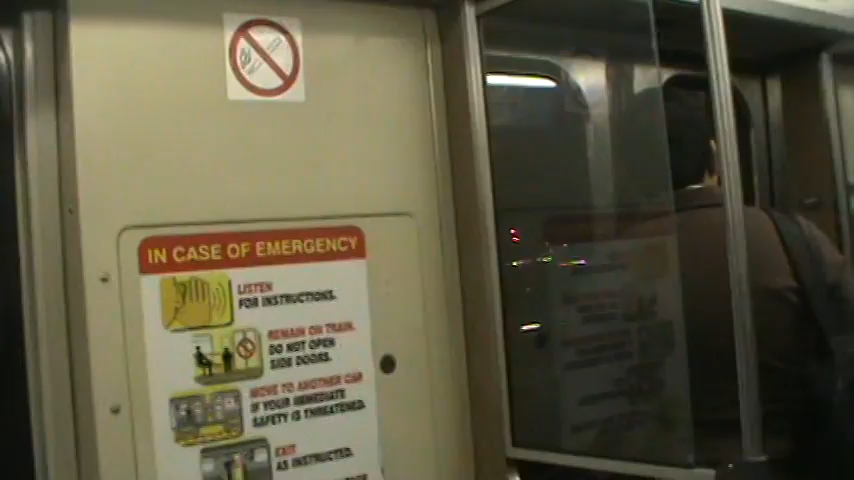 IN CASE OF EMERGENCY
LISTEN
FOR INSTRUCTIONS.
REMAIN ON TRAIN.
DO NOT OPEN
SIDE DOORS.
MOVE TO ANOTHER CAR
IF YOUR IMMEDIATE
SAFETY IS THREATENED.
EXIT
AS INSTRUCTED.